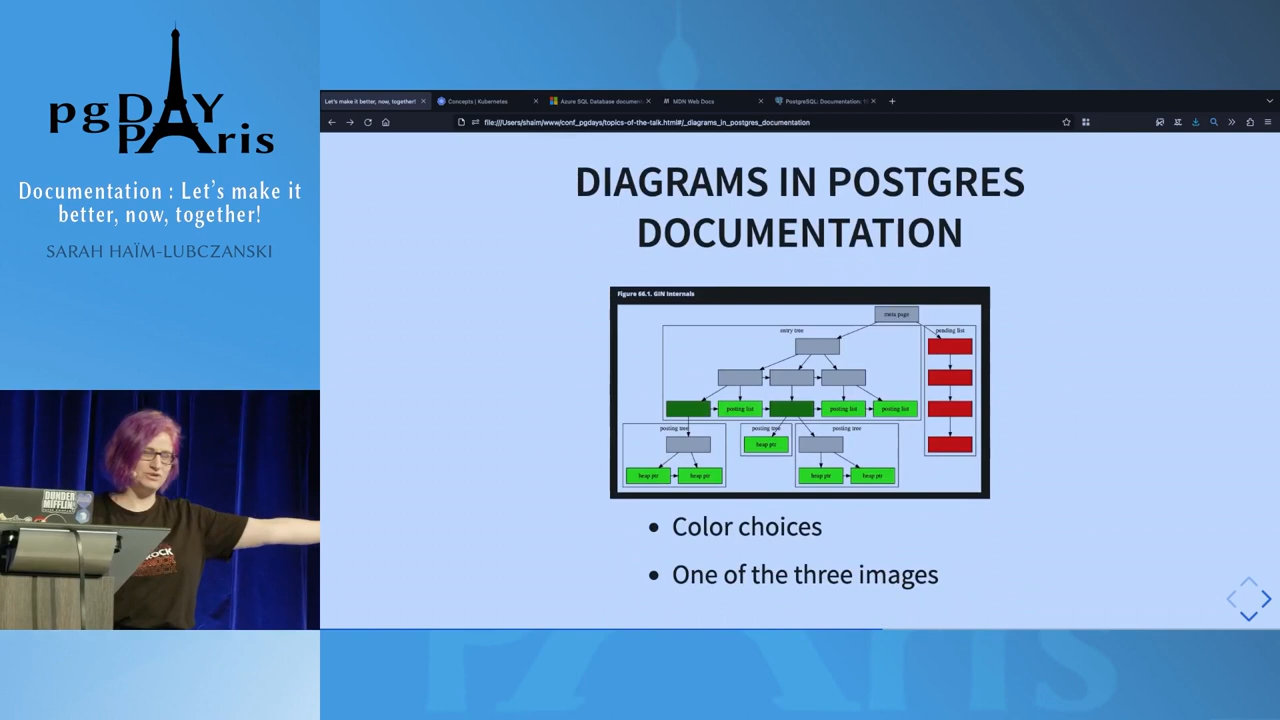 pgDAY
PAris
Documentation : Let's make it
better, now, together!
SARAH HAÏM-LUBCZANSKI
Let's make it better, now, together!
Concepts | Kubernetes
Azure SQL Database documen
MDN Web Docs
PostgreSQL: Documentation: 1
file:///Users/shaim/www/conf_pgdays/topics-of-the-talk.html#/_diagrams_in_postgres_documentation
DIAGRAMS IN POSTGRES
DOCUMENTATION
Figure 66.1. GIN Internals
meta page
entry tree
pending list
posting list
posting list
posting list
posting tree
posting tree
posting tree
heap ptr
heap ptr
heap ptr
heap ptr
heap ptr
Color choices
One of the three images
DUNDER
MIFFLIN
ROCK